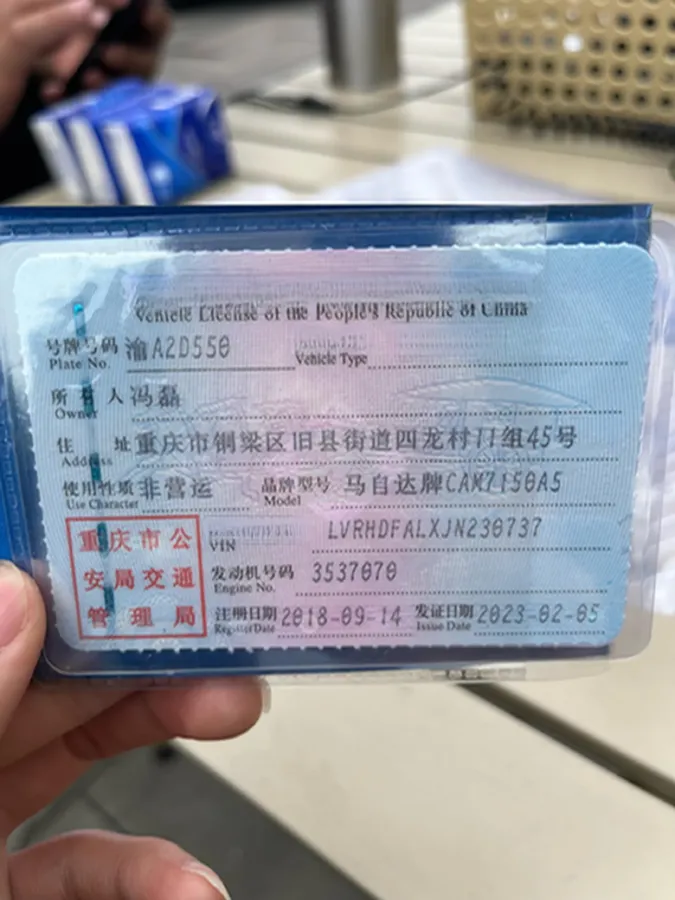 Vehicle License of the People's Republic of China
号牌号码 渝A2D550 Vehicle Type
Plate No.
所有人 冯磊
Owner
住址 重庆市铜梁区旧县街道四龙村11组45号
Address
使用性质 非营运 品牌型号 马自达牌CAM7150A5
Use Character Model
重庆市公 VIN LVRHDFALXJN230737
安局交通 发动机号码 3537070
Engine No.
管理局 注册日期 2018-09-14 发证日期 2023-02-05
Register Date Issue Date